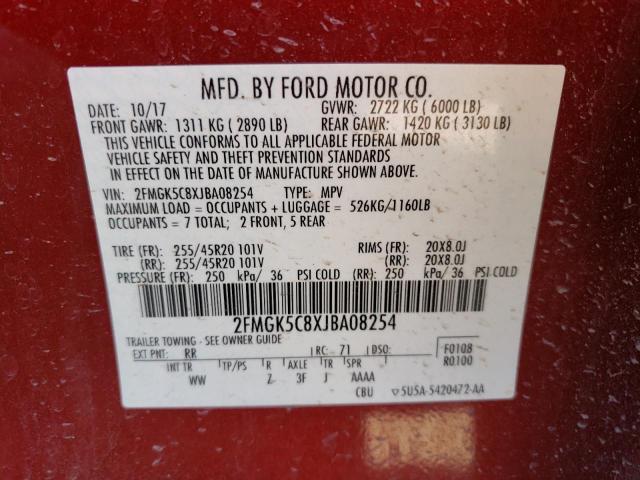 MFD. BY FORD MOTOR CO.
DATE: 10/17 GVWR: 2722 KG ( 6000 LB)
FRONT GAWR: 1311 KG ( 2890 LB) REAR GAWR: 1420 KG ( 3130 LB)
THIS VEHICLE CONFORMS TO ALL APPLICABLE FEDERAL MOTOR
VEHICLE SAFETY AND THEFT PREVENTION STANDARDS
IN EFFECT ON THE DATE OF MANUFACTURE SHOWN ABOVE.
VIN: 2FMGK5C8XJBA08254 TYPE: MPV
MAXIMUM LOAD = OCCUPANTS + LUGGAGE = 526KG/1160LB
OCCUPANTS = 7 TOTAL; 2 FRONT, 5 REAR
TIRE (FR): 255/45R20 101V RIMS (FR): 20X8.0J
(RR): 255/45R20 101V (RR): 20X8.0J
PRESSURE (FR): 250 kPa/ 36 PSI COLD (RR): 250 kPa/ 36 PSI COLD
2FMGK5C8XJBA08254
TRAILER TOWING - SEE OWNER GUIDE
EXT PNT: RR RC: 71 DSO: F0108
R0100
INT TR TP/PS R AXLE TR SPR
WW Z 3F J AAAA
CBU ▽5U5A-5420472-AA